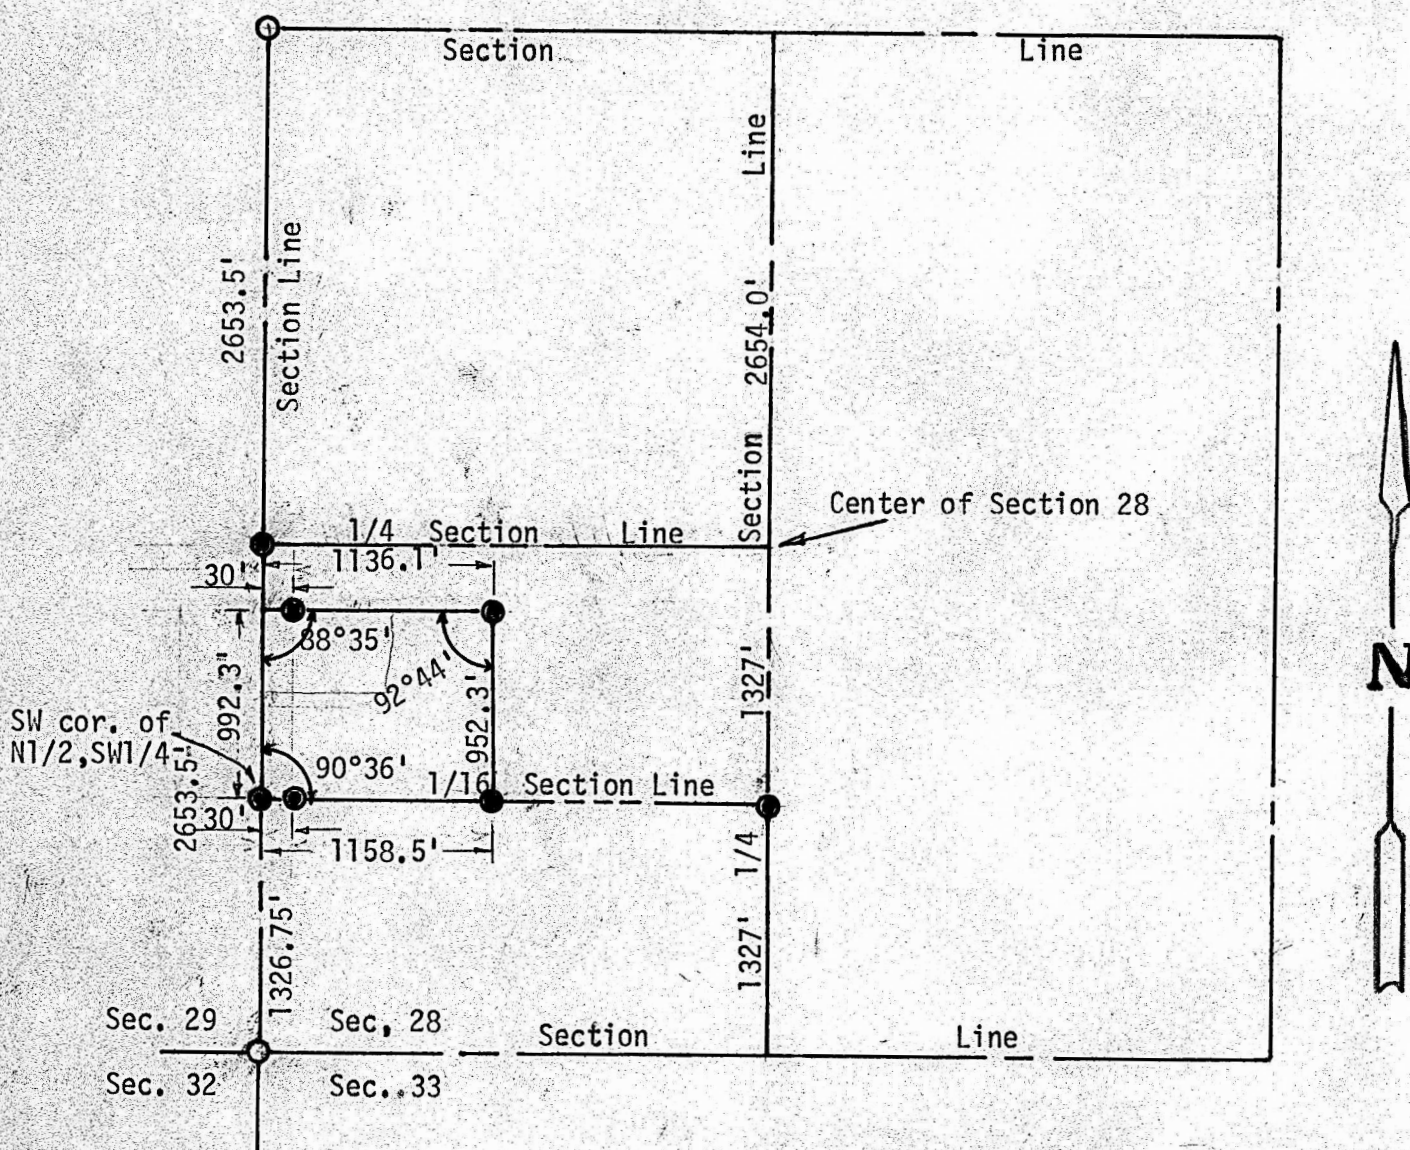 Section Line
Line
Section Line
2653.5'
2654.0'
Section
Center of Section 28
1/4 Section Line
1136.1'
30'
88°35'
92°44'
992.3"
952.3'
1327'
SW cor. of
N1/2,SW1/4
90°36'
1/16 Section Line
2653.5'
30'
1158.5'
1/4
1326.75'
1327'
Sec. 29 Sec, 28
Section Line
Sec. 32 Sec. 33
N